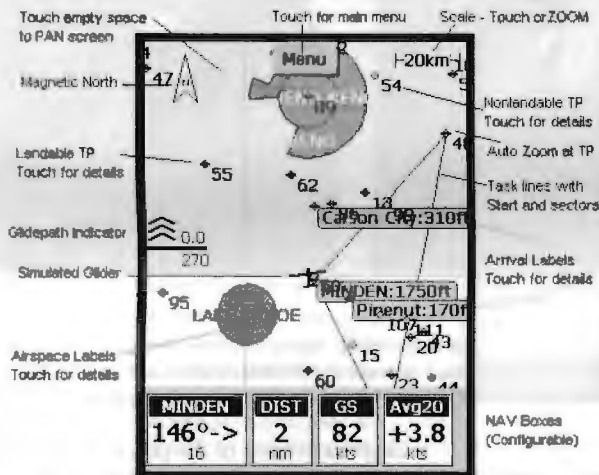 Touch empty space
to PAN screen
Touch for main menu
Scale - Touch or ZOOM
Menu
20km
47
54
Magnetic North
Nonlandable TP
Touch for details
Auto Zoom at TP
Landable TP
Touch for details
55
62
13
Task lines with
Start and sectors
Carson City:310ft
Glidepath Indicator
0.0
270
Arrival Labels
Touch for details
Simulated Glider
MINDEN:1750ft
Pinenut:170ft
95
15
20
43
Airspace Labels
Touch for details
60
23
44
MINDEN
DIST
GS
Avg20
146°->
2
82
+3.8
16
nm
kts
kts
NAV Boxes
(Configurable)